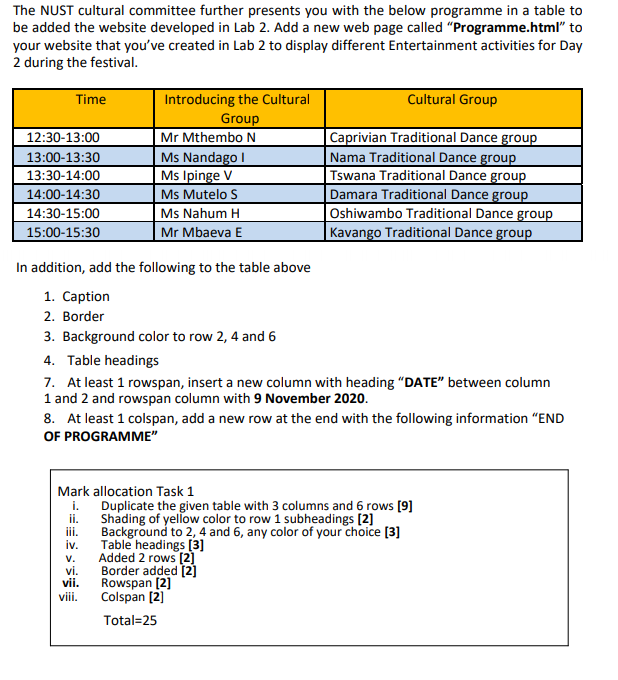 The NUST cultural committee further presents you with the below programme in a table to
be added the website developed in Lab 2. Add a new web page called “Programme.html” to
your website that you’ve created in Lab 2 to display different Entertainment activities for Day
2 during the festival.
Time Introducing the Cultural Group Cultural Group
12:30-13:00 Mr Mthembo N Caprivian Traditional Dance group
13:00-13:30 Ms Nandago I Nama Traditional Dance group
13:30-14:00 Ms Ipinge V Tswana Traditional Dance group
14:00-14:30 Ms Mutelo S Damara Traditional Dance group
14:30-15:00 Ms Nahum H Oshiwambo Traditional Dance group
15:00-15:30 Mr Mbaeva E Kavango Traditional Dance group
In addition, add the following to the table above
1. Caption
2. Border
3. Background color to row 2, 4 and 6
4. Table headings
7. At least 1 rowspan, insert a new column with heading “DATE” between column
1 and 2 and rowspan column with 9 November 2020.
8. At least 1 colspan, add a new row at the end with the following information “END
OF PROGRAMME”
Mark allocation Task 1
i. Duplicate the given table with 3 columns and 6 rows [9]
ii. Shading of yellow color to row 1 subheadings [2]
iii. Background to 2, 4 and 6, any color of your choice [3]
iv. Table headings [3]
v. Added 2 rows [2]
vi. Border added [2]
vii. Rowspan [2]
viii. Colspan [2]
Total=25